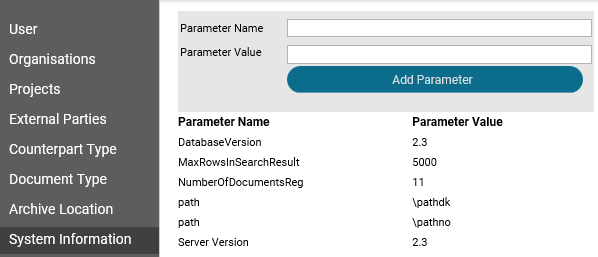 User
Organisations
Projects
External Parties
Counterpart Type
Document Type
Archive Location
System Information
Parameter Name
Parameter Value
Add Parameter
Parameter Name Parameter Value
DatabaseVersion 2.3
MaxRowsInSearchResult 5000
NumberOfDocumentsReg 11
path \pathdk
path \pathno
Server Version 2.3